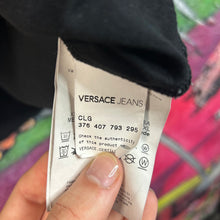 VERSACE JEANS
CLG
376 407 793 295
Check the authenticity
of this product